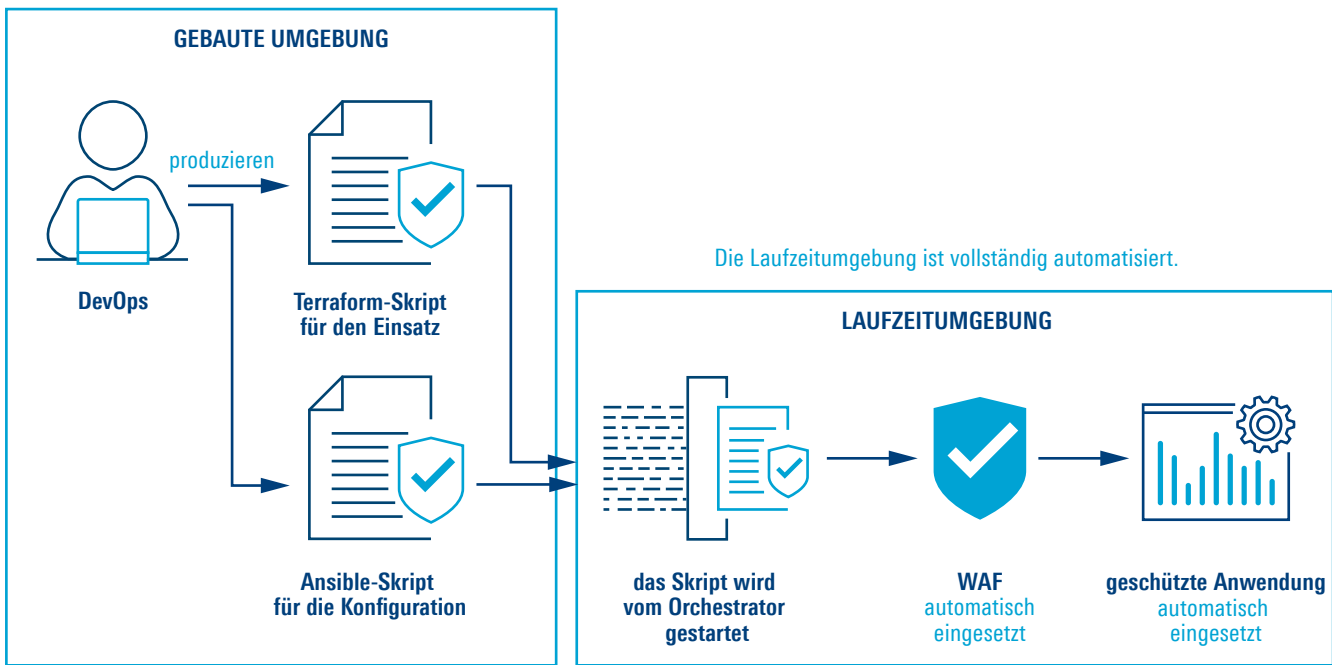 GEBAUTE UMGEBUNG
produzieren
DevOps
Terraform-Skript
für den Einsatz
Ansible-Skript
für die Konfiguration
Die Laufzeitumgebung ist vollständig automatisiert.
LAUFZEITUMGEBUNG
das Skript wird
vom Orchestrator
gestartet
WAF
automatisch
eingesetzt
geschützte Anwendung
automatisch
eingesetzt